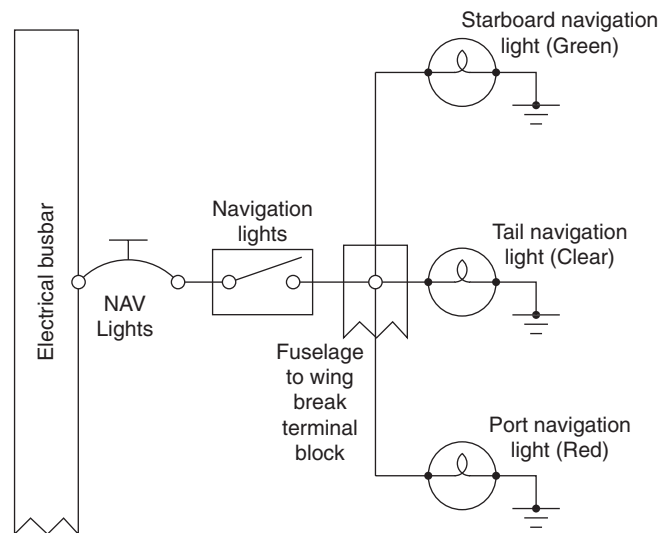 Starboard navigation
light (Green)
Electrical busbar
NAV
Lights
Navigation
lights
Tail navigation
light (Clear)
Fuselage
to wing
break
terminal
block
Port navigation
light (Red)